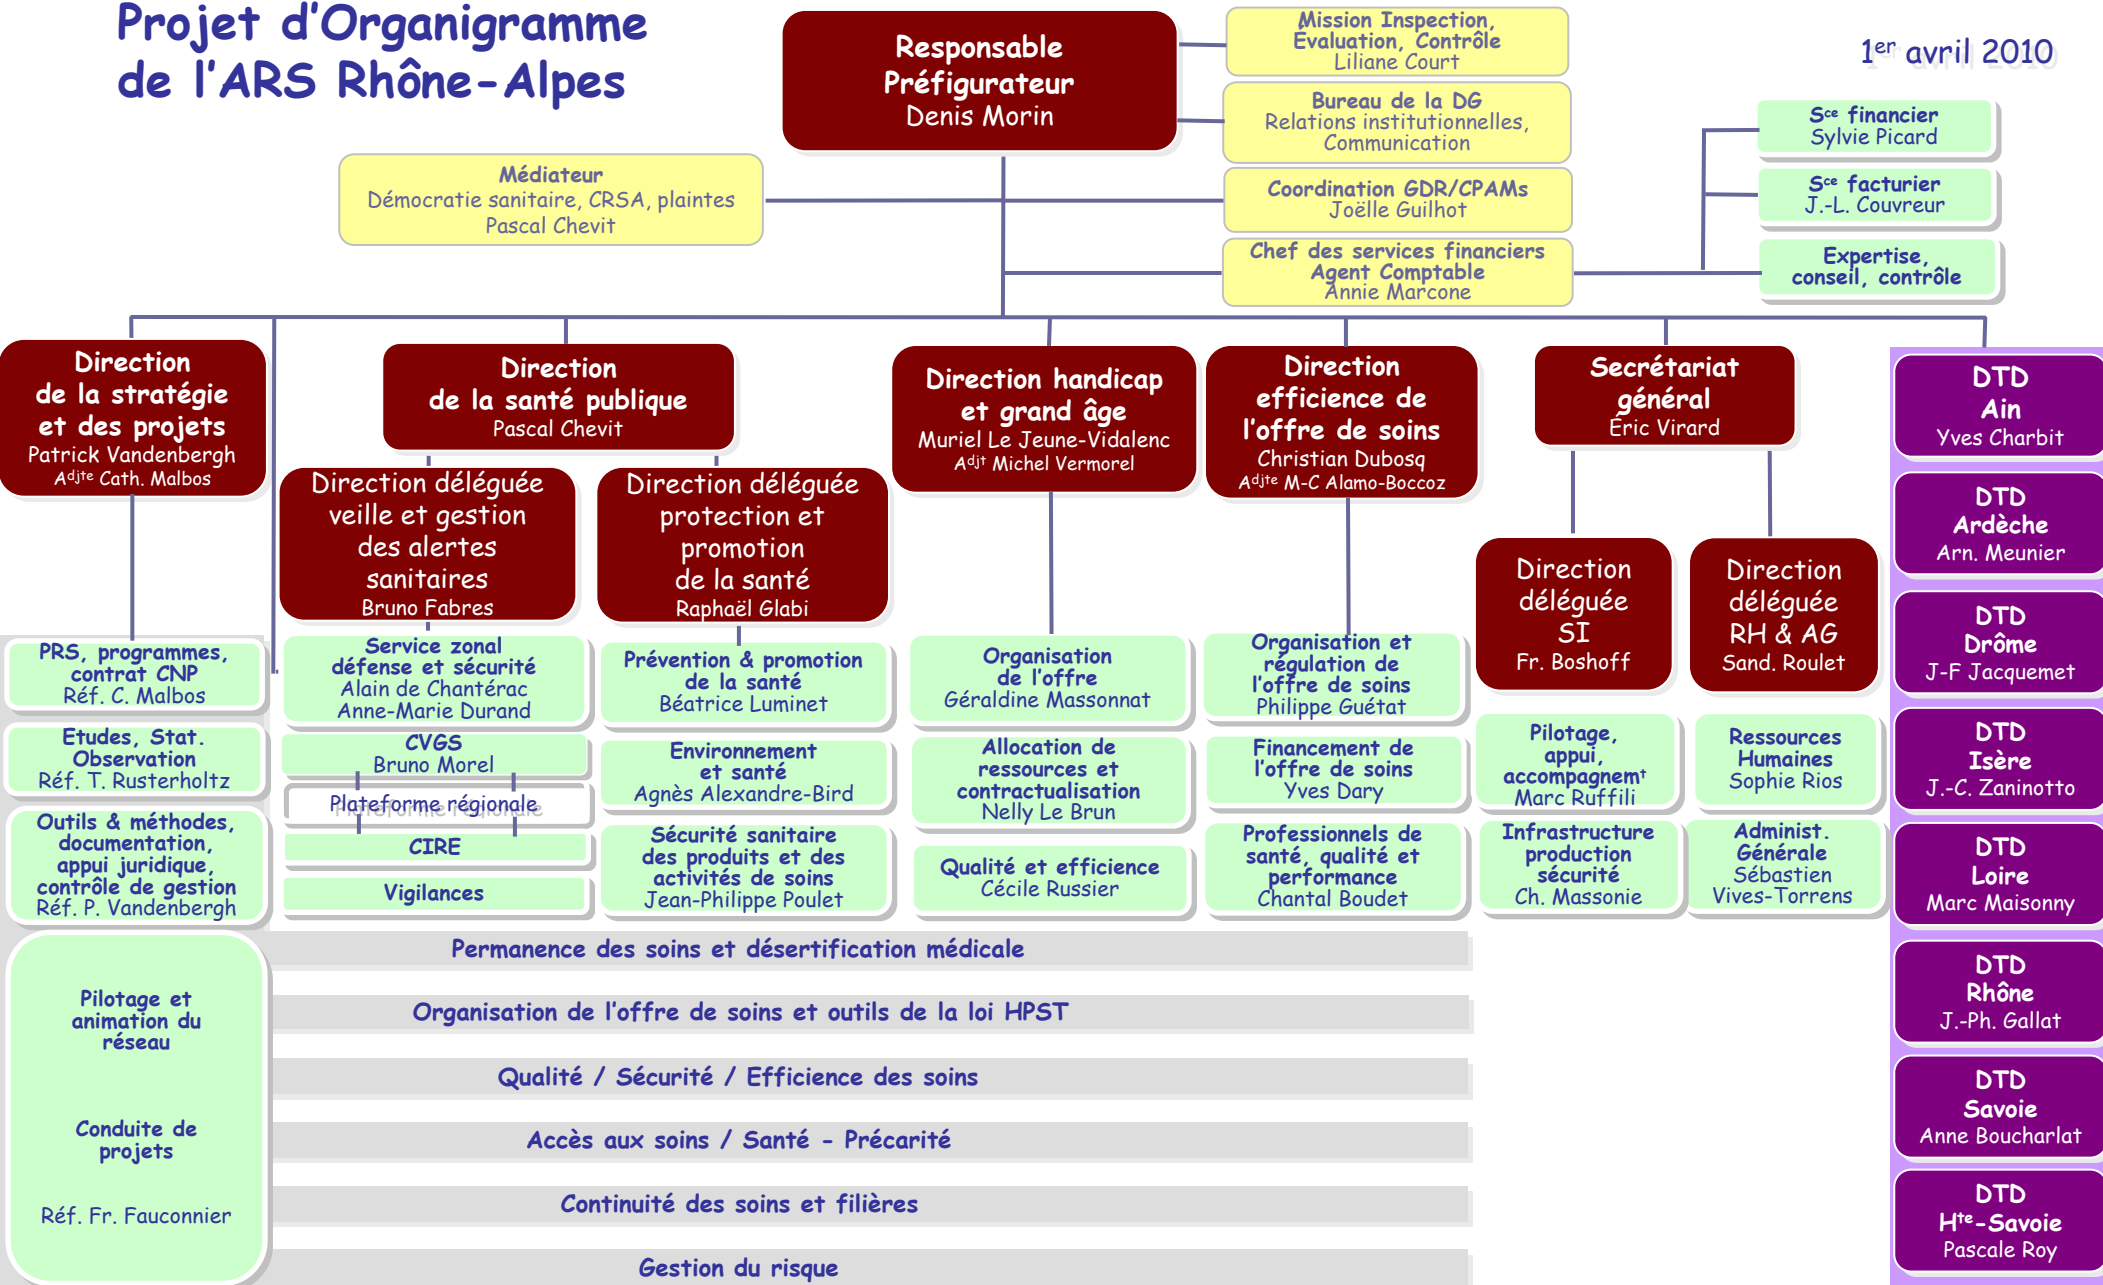 Projet d'Organigramme
de l'ARS Rhône-Alpes
1er avril 2010
Responsable
Préfigurateur
Denis Morin
Mission Inspection,
Évaluation, Contrôle
Liliane Court
Bureau de la DG
Relations institutionnelles,
Communication
Médiateur
Démocratie sanitaire, CRSA, plaintes
Pascal Chevit
Coordination GDR/CPAMs
Joëlle Guilhot
Chef des services financiers
Agent Comptable
Annie Marcone
Sce financier
Sylvie Picard
Sce facturier
J.-L. Couvreur
Expertise,
conseil, contrôle
Direction
de la stratégie
et des projets
Patrick Vandenbergh
Adjte Cath. Malbos
Direction
de la santé publique
Pascal Chevit
Direction déléguée
veille et gestion
des alertes
sanitaires
Bruno Fabres
Direction déléguée
protection et
promotion
de la santé
Raphaël Glabi
Direction handicap
et grand âge
Muriel Le Jeune-Vidalenc
Adjt Michel Vermorel
Direction
efficience de
l'offre de soins
Christian Dubosq
Adjte M-C Alamo-Boccoz
Secrétariat
général
Éric Virard
Direction
déléguée
SI
Fr. Boshoff
Direction
déléguée
RH & AG
Sand. Roulet
PRS, programmes,
contrat CNP
Réf. C. Malbos
Etudes, Stat.
Observation
Réf. T. Rusterholtz
Outils & méthodes,
documentation,
appui juridique,
contrôle de gestion
Réf. P. Vandenbergh
Service zonal
défense et sécurité
Alain de Chantérac
Anne-Marie Durand
CVGS
Bruno Morel
Plateforme régionale
CIRE
Vigilances
Prévention & promotion
de la santé
Béatrice Luminet
Environnement
et santé
Agnès Alexandre-Bird
Sécurité sanitaire
des produits et des
activités de soins
Jean-Philippe Poulet
Organisation
de l'offre
Géraldine Massonnat
Allocation de
ressources et
contractualisation
Nelly Le Brun
Qualité et efficience
Cécile Russier
Organisation et
régulation de
l'offre de soins
Philippe Guétat
Financement de
l'offre de soins
Yves Dary
Professionnels de
santé, qualité et
performance
Chantal Boudet
Pilotage,
appui,
accompagnemt
Marc Ruffili
Infrastructure
production
sécurité
Ch. Massonie
Ressources
Humaines
Sophie Rios
Administ.
Générale
Sébastien
Vives-Torrens
DTD
Ain
Yves Charbit
DTD
Ardèche
Arn. Meunier
DTD
Drôme
J-F Jacquemet
DTD
Isère
J.-C. Zaninotto
DTD
Loire
Marc Maisonny
DTD
Rhône
J.-Ph. Gallat
DTD
Savoie
Anne Boucharlat
DTD
Hte-Savoie
Pascale Roy
Pilotage et
animation du
réseau
Conduite de
projets
Réf. Fr. Fauconnier
Permanence des soins et désertification médicale
Organisation de l'offre de soins et outils de la loi HPST
Qualité / Sécurité / Efficience des soins
Accès aux soins / Santé - Précarité
Continuité des soins et filières
Gestion du risque